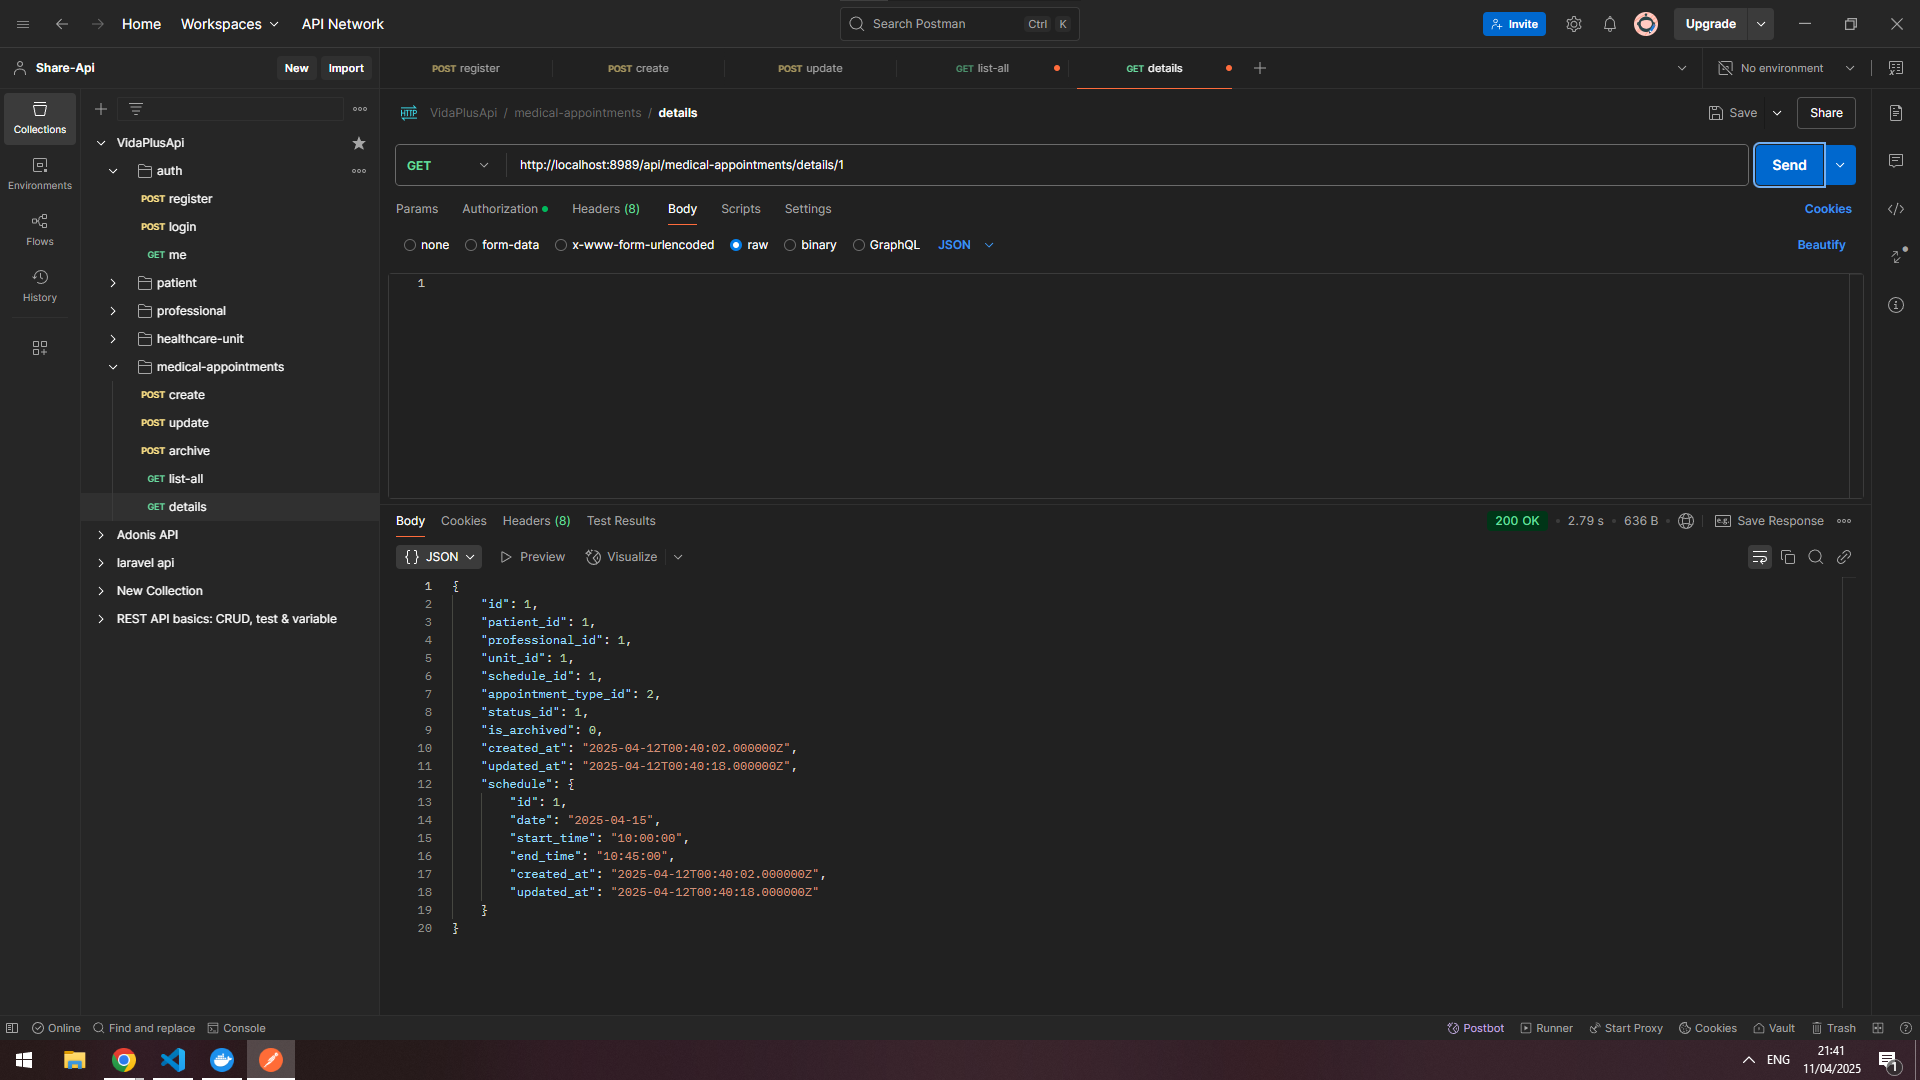 Home Workspaces API Network
Search Postman Ctrl K
Invite Upgrade
Share-Api New Import
POST register
POST create
POST update
GET list-all
GET details
No environment
Collections
Environments
Flows
History
VidaPlusApi
auth
POST register
POST login
GET me
patient
professional
healthcare-unit
medical-appointments
POST create
POST update
POST archive
GET list-all
GET details
Adonis API
laravel api
New Collection
REST API basics: CRUD, test & variable
HTTP VidaPlusApi / medical-appointments / details
Save Share
GET http://localhost:8989/api/medical-appointments/details/1 Send
Params Authorization Headers (8) Body Scripts Settings Cookies
none form-data x-www-form-urlencoded raw binary GraphQL JSON Beautify
1
Body Cookies Headers (8) Test Results 200 OK • 2.79 s • 636 B e.g. Save Response
{} JSON Preview Visualize
1 {
2 "id": 1,
3 "patient_id": 1,
4 "professional_id": 1,
5 "unit_id": 1,
6 "schedule_id": 1,
7 "appointment_type_id": 2,
8 "status_id": 1,
9 "is_archived": 0,
10 "created_at": "2025-04-12T00:40:02.000000Z",
11 "updated_at": "2025-04-12T00:40:18.000000Z",
12 "schedule": {
13 "id": 1,
14 "date": "2025-04-15",
15 "start_time": "10:00:00",
16 "end_time": "10:45:00",
17 "created_at": "2025-04-12T00:40:02.000000Z",
18 "updated_at": "2025-04-12T00:40:18.000000Z"
19 }
20 }
Online Find and replace Console
Postbot Runner Start Proxy Cookies Vault Trash
ENG
21:41
11/04/2025
1